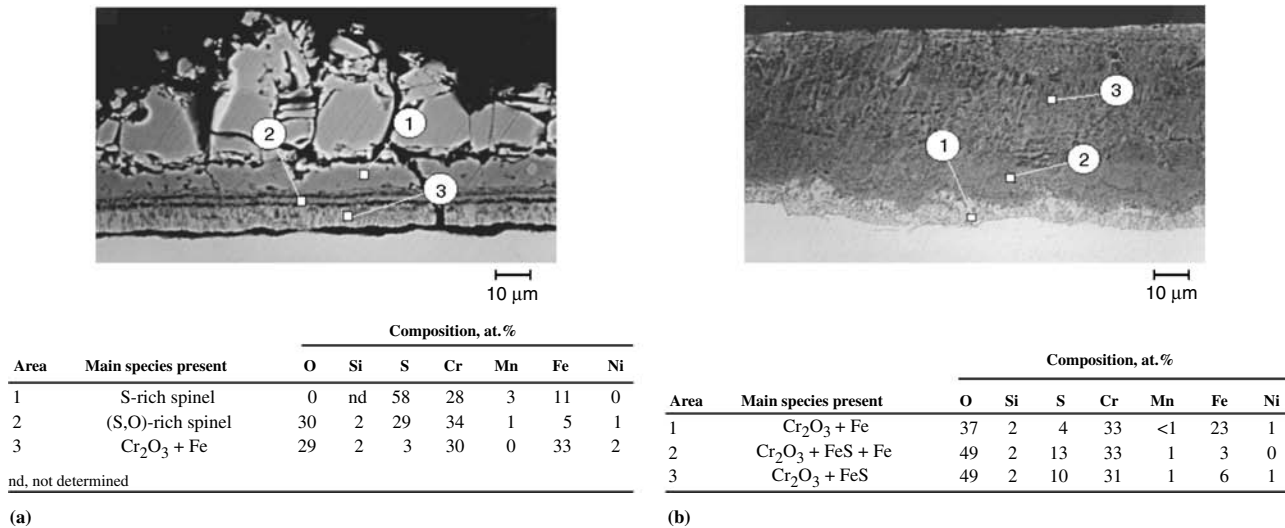 1
2
3
10 μm
Composition, at.%
Area Main species present O Si S Cr Mn Fe Ni
1 S-rich spinel 0 nd 58 28 3 11 0
2 (S,O)-rich spinel 30 2 29 34 1 5 1
3 Cr2O3 + Fe 29 2 3 30 0 33 2
nd, not determined
(a)
3
1
2
10 μm
Composition, at.%
Area Main species present O Si S Cr Mn Fe Ni
1 Cr2O3 + Fe 37 2 4 33 <1 23 1
2 Cr2O3 + FeS + Fe 49 2 13 33 1 3 0
3 Cr2O3 + FeS 49 2 10 31 1 6 1
(b)